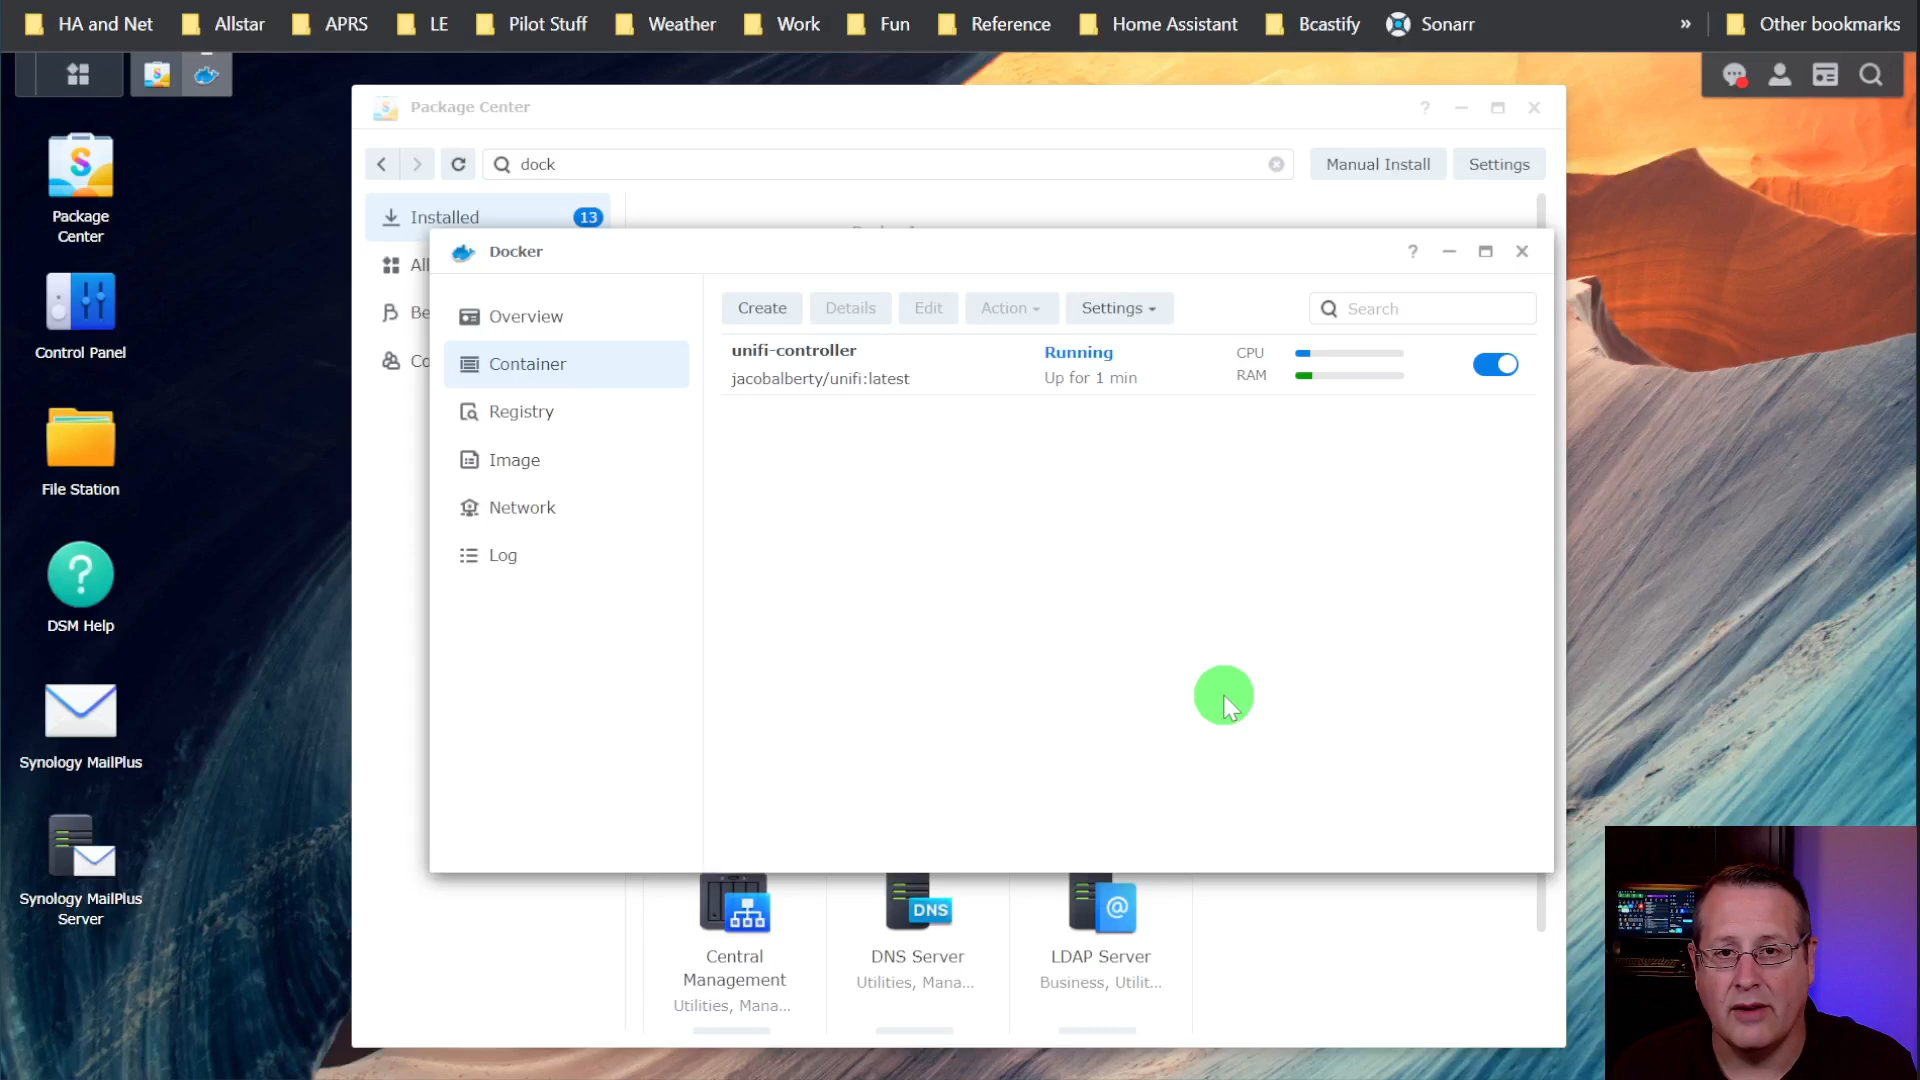 HA and Net
Allstar
APRS
LE
Pilot Stuff
Weather
Work
Fun
Reference
Home Assistant
Bcastify
Sonarr
»
Other bookmarks
Package Center
Control Panel
File Station
DSM Help
Synology MailPlus
Synology MailPlus Server
Package Center
dock
Manual Install
Settings
Installed
13
All
Be
Co
Docker
Overview
Container
Registry
Image
Network
Log
Create
Details
Edit
Action
Settings
Search
unifi-controller
jacobalberty/unifi:latest
Running
Up for 1 min
CPU
RAM
DNS
@
Central Management
Utilities, Mana...
DNS Server
Utilities, Mana...
LDAP Server
Business, Utilit...